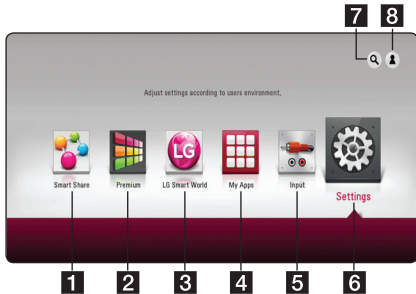 7 8
Adjust settings according to users environment.
LG
Smart Share Premium LG Smart World My Apps Input Settings
1 2 3 4 5 6